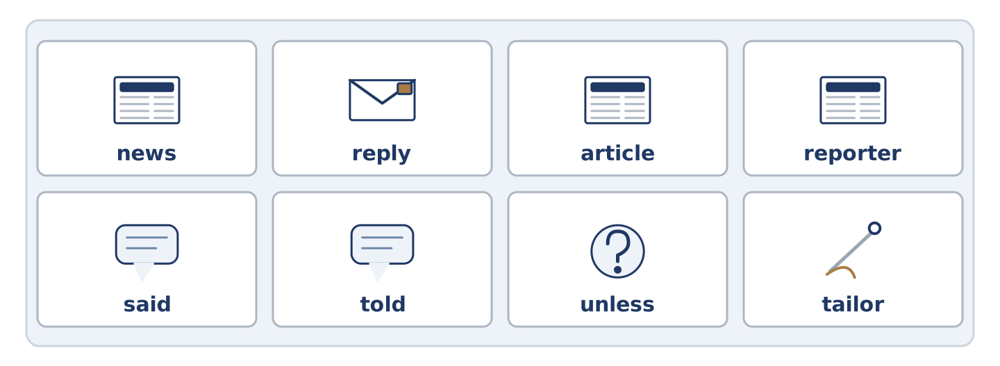 news
reply
article
reporter
said
told
unless
tailor